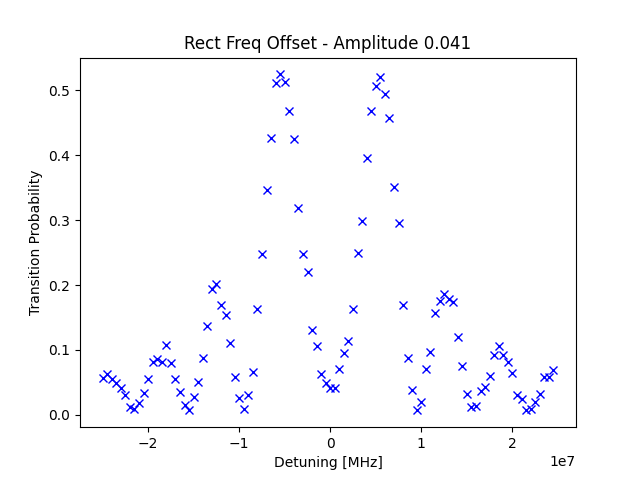 Rect Freq Offset - Amplitude 0.041
Transition Probability
0.5
0.4
0.3
0.2
0.1
0.0
−2 −1 0 1 2
1e7
Detuning [MHz]